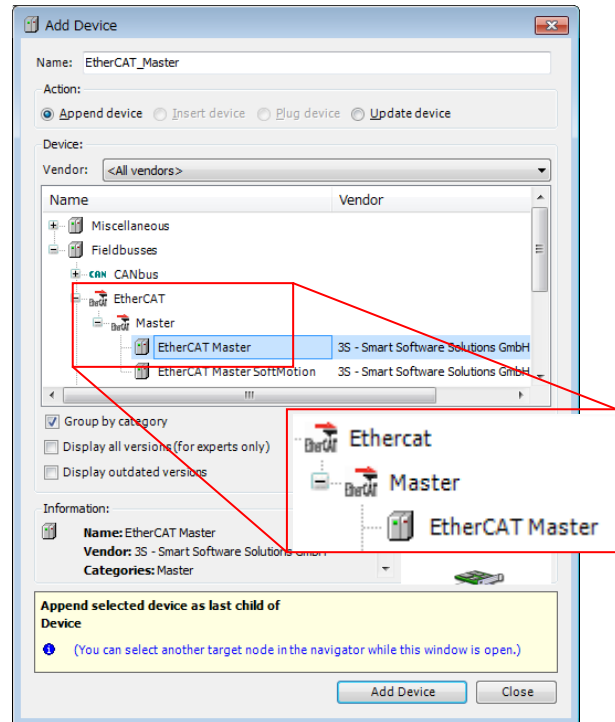 Add Device
Name: EtherCAT_Master
Action:
Append device Insert device Plug device Update device
Device:
Vendor: <All vendors>
Name Vendor
Miscellaneous
Fieldbusses
CAN CANbus
EtherCAT EtherCAT
EtherCAT Master
EtherCAT Master 3S - Smart Software Solutions GmbH
EtherCAT Master SoftMotion 3S - Smart Software Solutions GmbH
Group by category
Display all versions (for experts only)
Display outdated versions
EtherCAT Ethercat
EtherCAT Master
EtherCAT Master
Information:
Name: EtherCAT Master
Vendor: 3S - Smart Software Solutions GmbH
Categories: Master
Append selected device as last child of
Device
(You can select another target node in the navigator while this window is open.)
Add Device Close